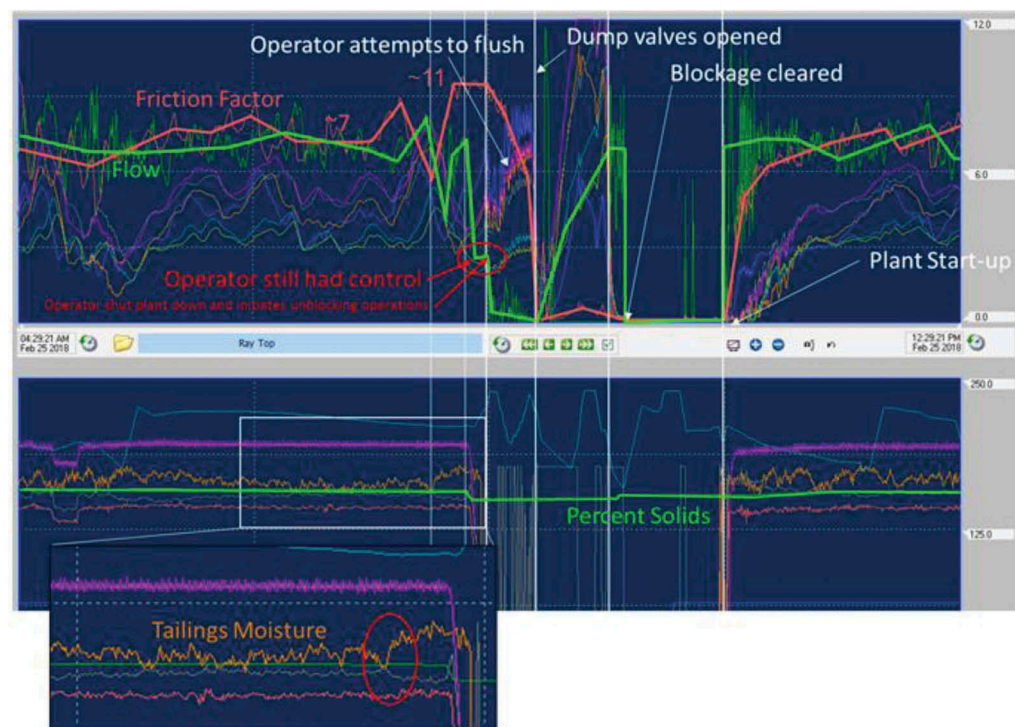 12.0
Operator attempts to flush
Dump valves opened
Blockage cleared
~11
Friction Factor
~7
Flow
6.0
Operator still had control
Operator shut plant down and initiates unblocking operations
Plant Start-up
0.0
04:29:21 AM
Feb 25 2018
Ray Top
12:29:21 PM
Feb 25 2018
250.0
Percent Solids
125.0
Tailings Moisture